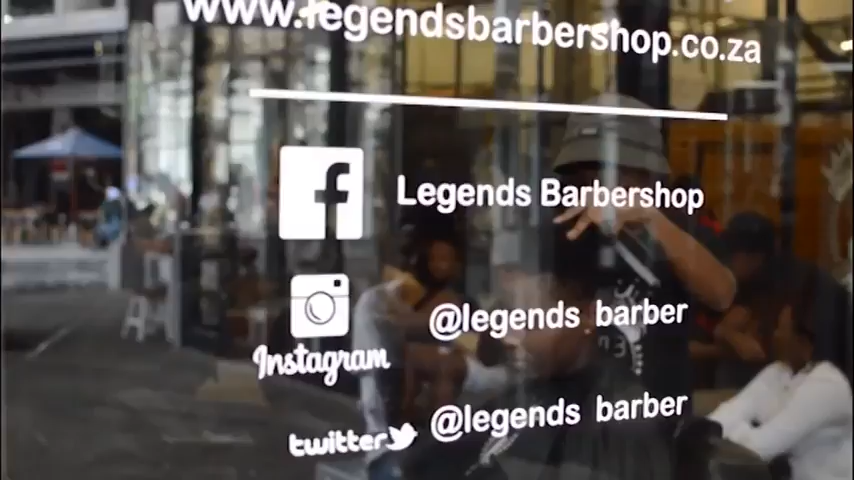 www.legendsbarbershop.co.za
f Legends Barbershop
@legends barber
Instagram
twitter @legends barber